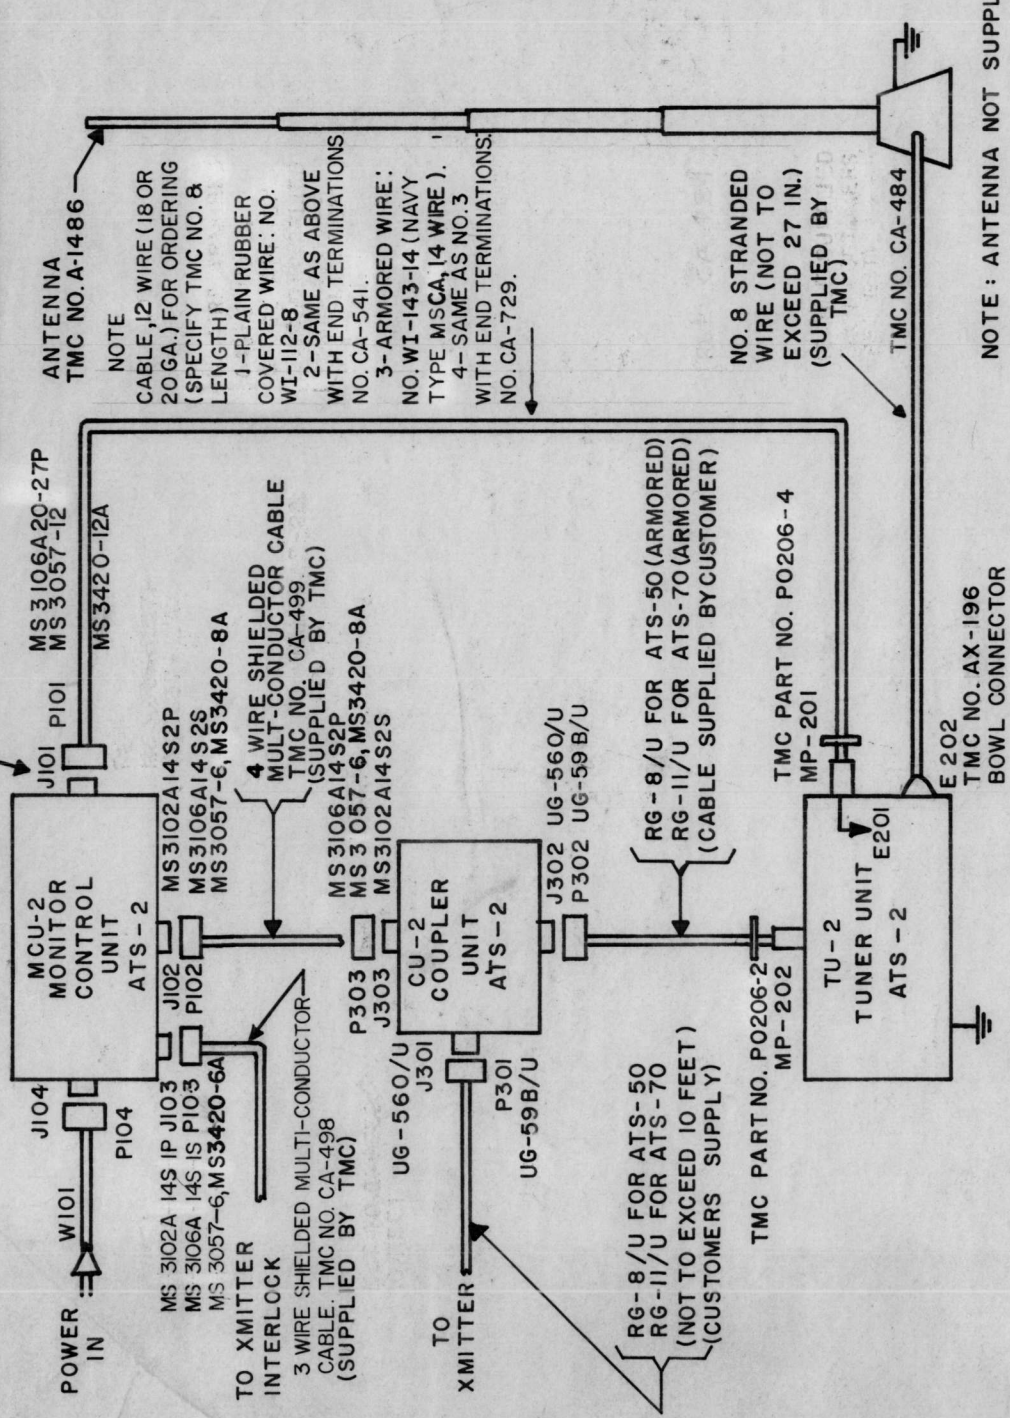 POWER
IN
W101
J104
P104
MCU-2
MONITOR
CONTROL
UNIT
ATS-2
J101
P101
MS 3106A20-27P
MS 3057-12
MS3420-12A
ANTENNA
TMC NO. A-1486
NOTE
CABLE, 12 WIRE (18 OR
20 GA.) FOR ORDERING
(SPECIFY TMC NO. &
LENGTH)
1-PLAIN RUBBER
COVERED WIRE: NO.
WI-112-8
2-SAME AS ABOVE
WITH END TERMINATIONS
NO. CA-541.
3-ARMORED WIRE:
NO. WI-143-14 (NAVY
TYPE MSCA, 14 WIRE).
4-SAME AS NO.3
WITH END TERMINATIONS:
NO. CA-729.
MS 3102A 14S 1P J103
MS 3106A 14S 1S P103
MS 3057-6, MS3420-6A
J102
P102
MS3102A14S2P
MS3106A14S2S
MS3057-6, MS3420-8A
4 WIRE SHIELDED
MULT-CONDUCTOR CABLE
TMC NO. CA-499
(SUPPLIED BY TMC)
TO XMITTER
INTERLOCK
3 WIRE SHIELDED MULTI-CONDUCTOR
CABLE. TMC NO. CA-498
(SUPPLIED BY TMC)
P303
J303
MS3106A14S2P
MS3057-6, MS3420-8A
MS3102A14S2S
UG-560/U
J301
CU-2
COUPLER
UNIT
ATS-2
TO
XMITTER
P301
UG-59B/U
J302 UG-560/U
P302 UG-59B/U
RG-8/U FOR ATS-50
RG-11/U FOR ATS-70
(NOT TO EXCEED 10 FEET)
(CUSTOMERS SUPPLY)
RG-8/U FOR ATS-50 (ARMORED)
RG-11/U FOR ATS-70 (ARMORED)
(CABLE SUPPLIED BY CUSTOMER)
NO. 8 STRANDED
WIRE (NOT TO
EXCEED 27 IN.)
(SUPPLIED BY
TMC)
TMC NO. CA-484
TMC PART NO. PO206-2
MP-202
TMC PART NO. PO206-4
MP-201
TU-2
TUNER UNIT
ATS-2
E201
E202
TMC NO. AX-196
BOWL CONNECTOR
NOTE: ANTENNA NOT SUPPL